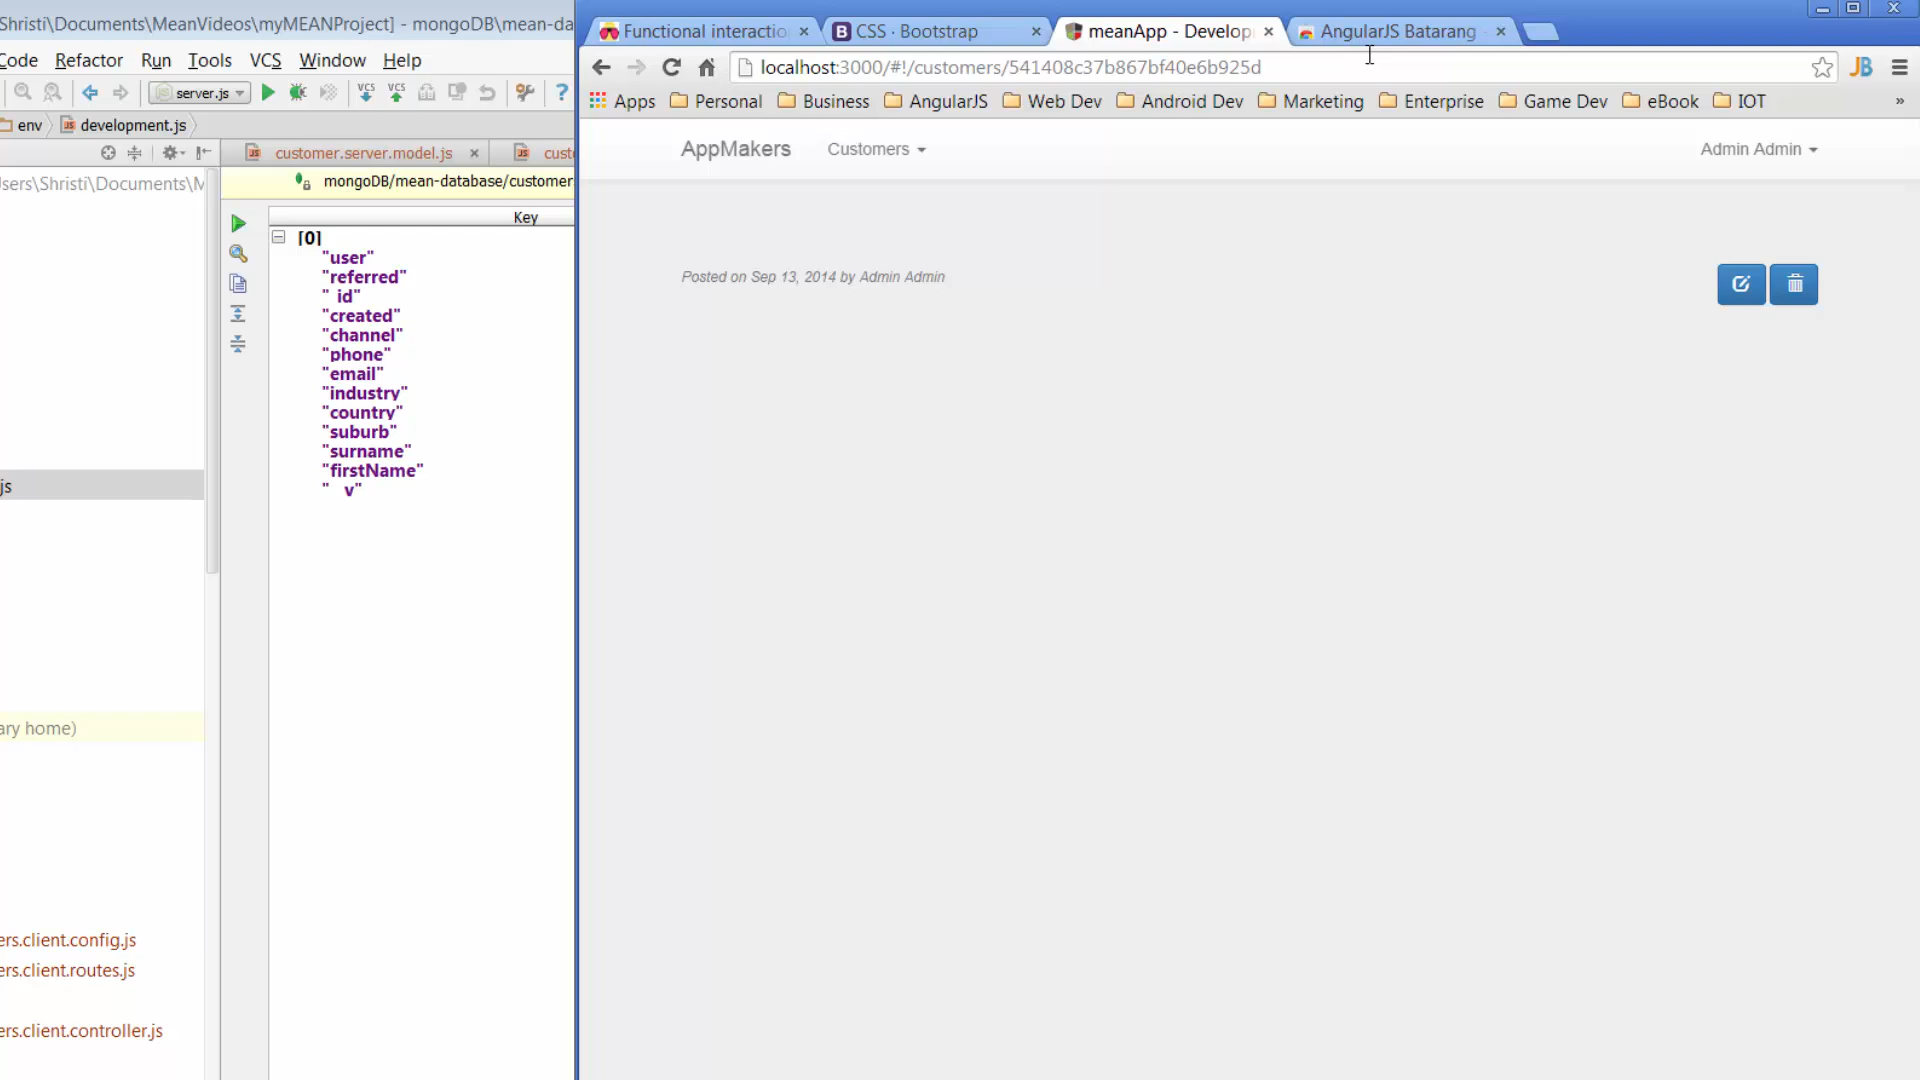 Shristi\Documents\MeanVideos\myMEANProject] - mongoDB\mean-da
Code Refactor Run Tools VCS Window Help
server.js
env development.js
customer.server.model.js
mongoDB/mean-database/customer
Key
[0]
"user"
"referred"
"_id"
"created"
"channel"
"phone"
"email"
"industry"
"country"
"suburb"
"surname"
"firstName"
"__v"
sers\Shristi\Documents\M
js
ary home)
ers.client.config.js
ers.client.routes.js
ers.client.controller.js
Functional interactio CSS · Bootstrap meanApp - Develop AngularJS Batarang
localhost:3000/#!/customers/541408c37b867bf40e6b925d
Apps Personal Business AngularJS Web Dev Android Dev Marketing Enterprise Game Dev eBook IOT »
AppMakers Customers Admin Admin
Posted on Sep 13, 2014 by Admin Admin